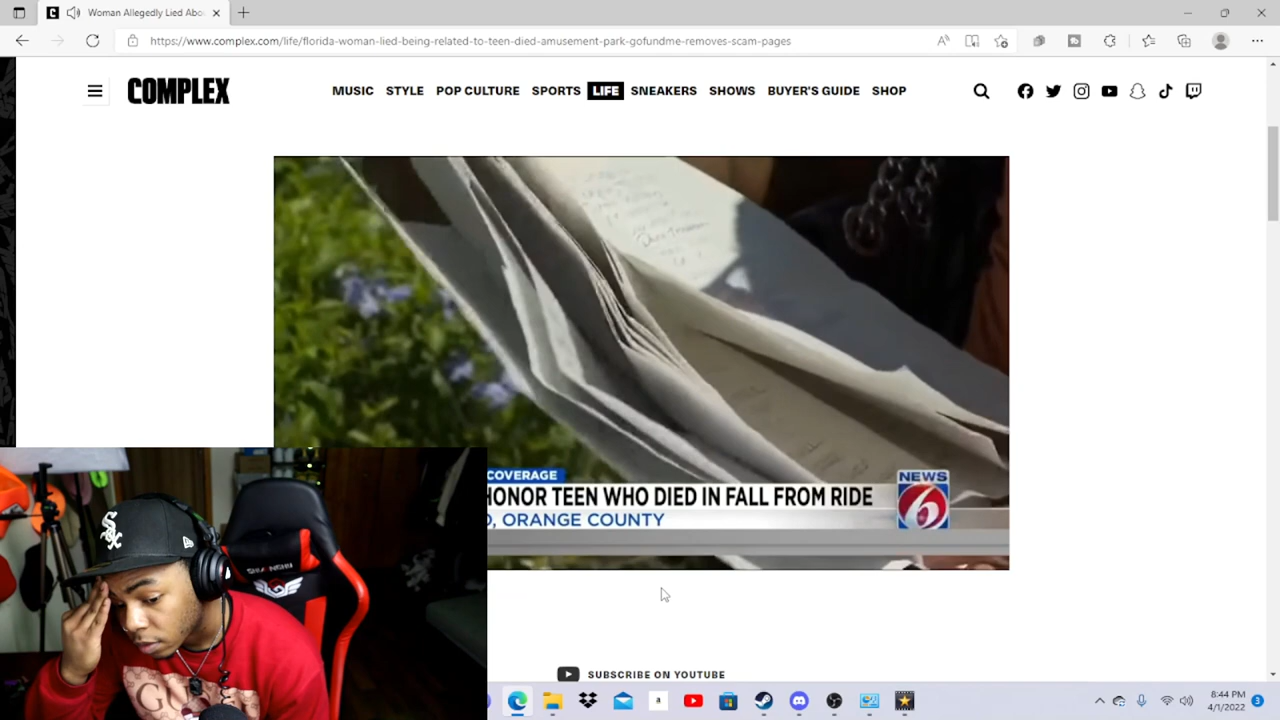 Woman Allegedly Lied Abo
https://www.complex.com/life/florida-woman-lied-being-related-to-teen-died-amusement-park-gofundme-removes-scam-pages
COMPLEX
MUSIC STYLE POP CULTURE SPORTS LIFE SNEAKERS SHOWS BUYER'S GUIDE SHOP
COVERAGE
HONOR TEEN WHO DIED IN FALL FROM RIDE
O, ORANGE COUNTY
NEWS
6
SUBSCRIBE ON YOUTUBE
8:44 PM
4/1/2022
3